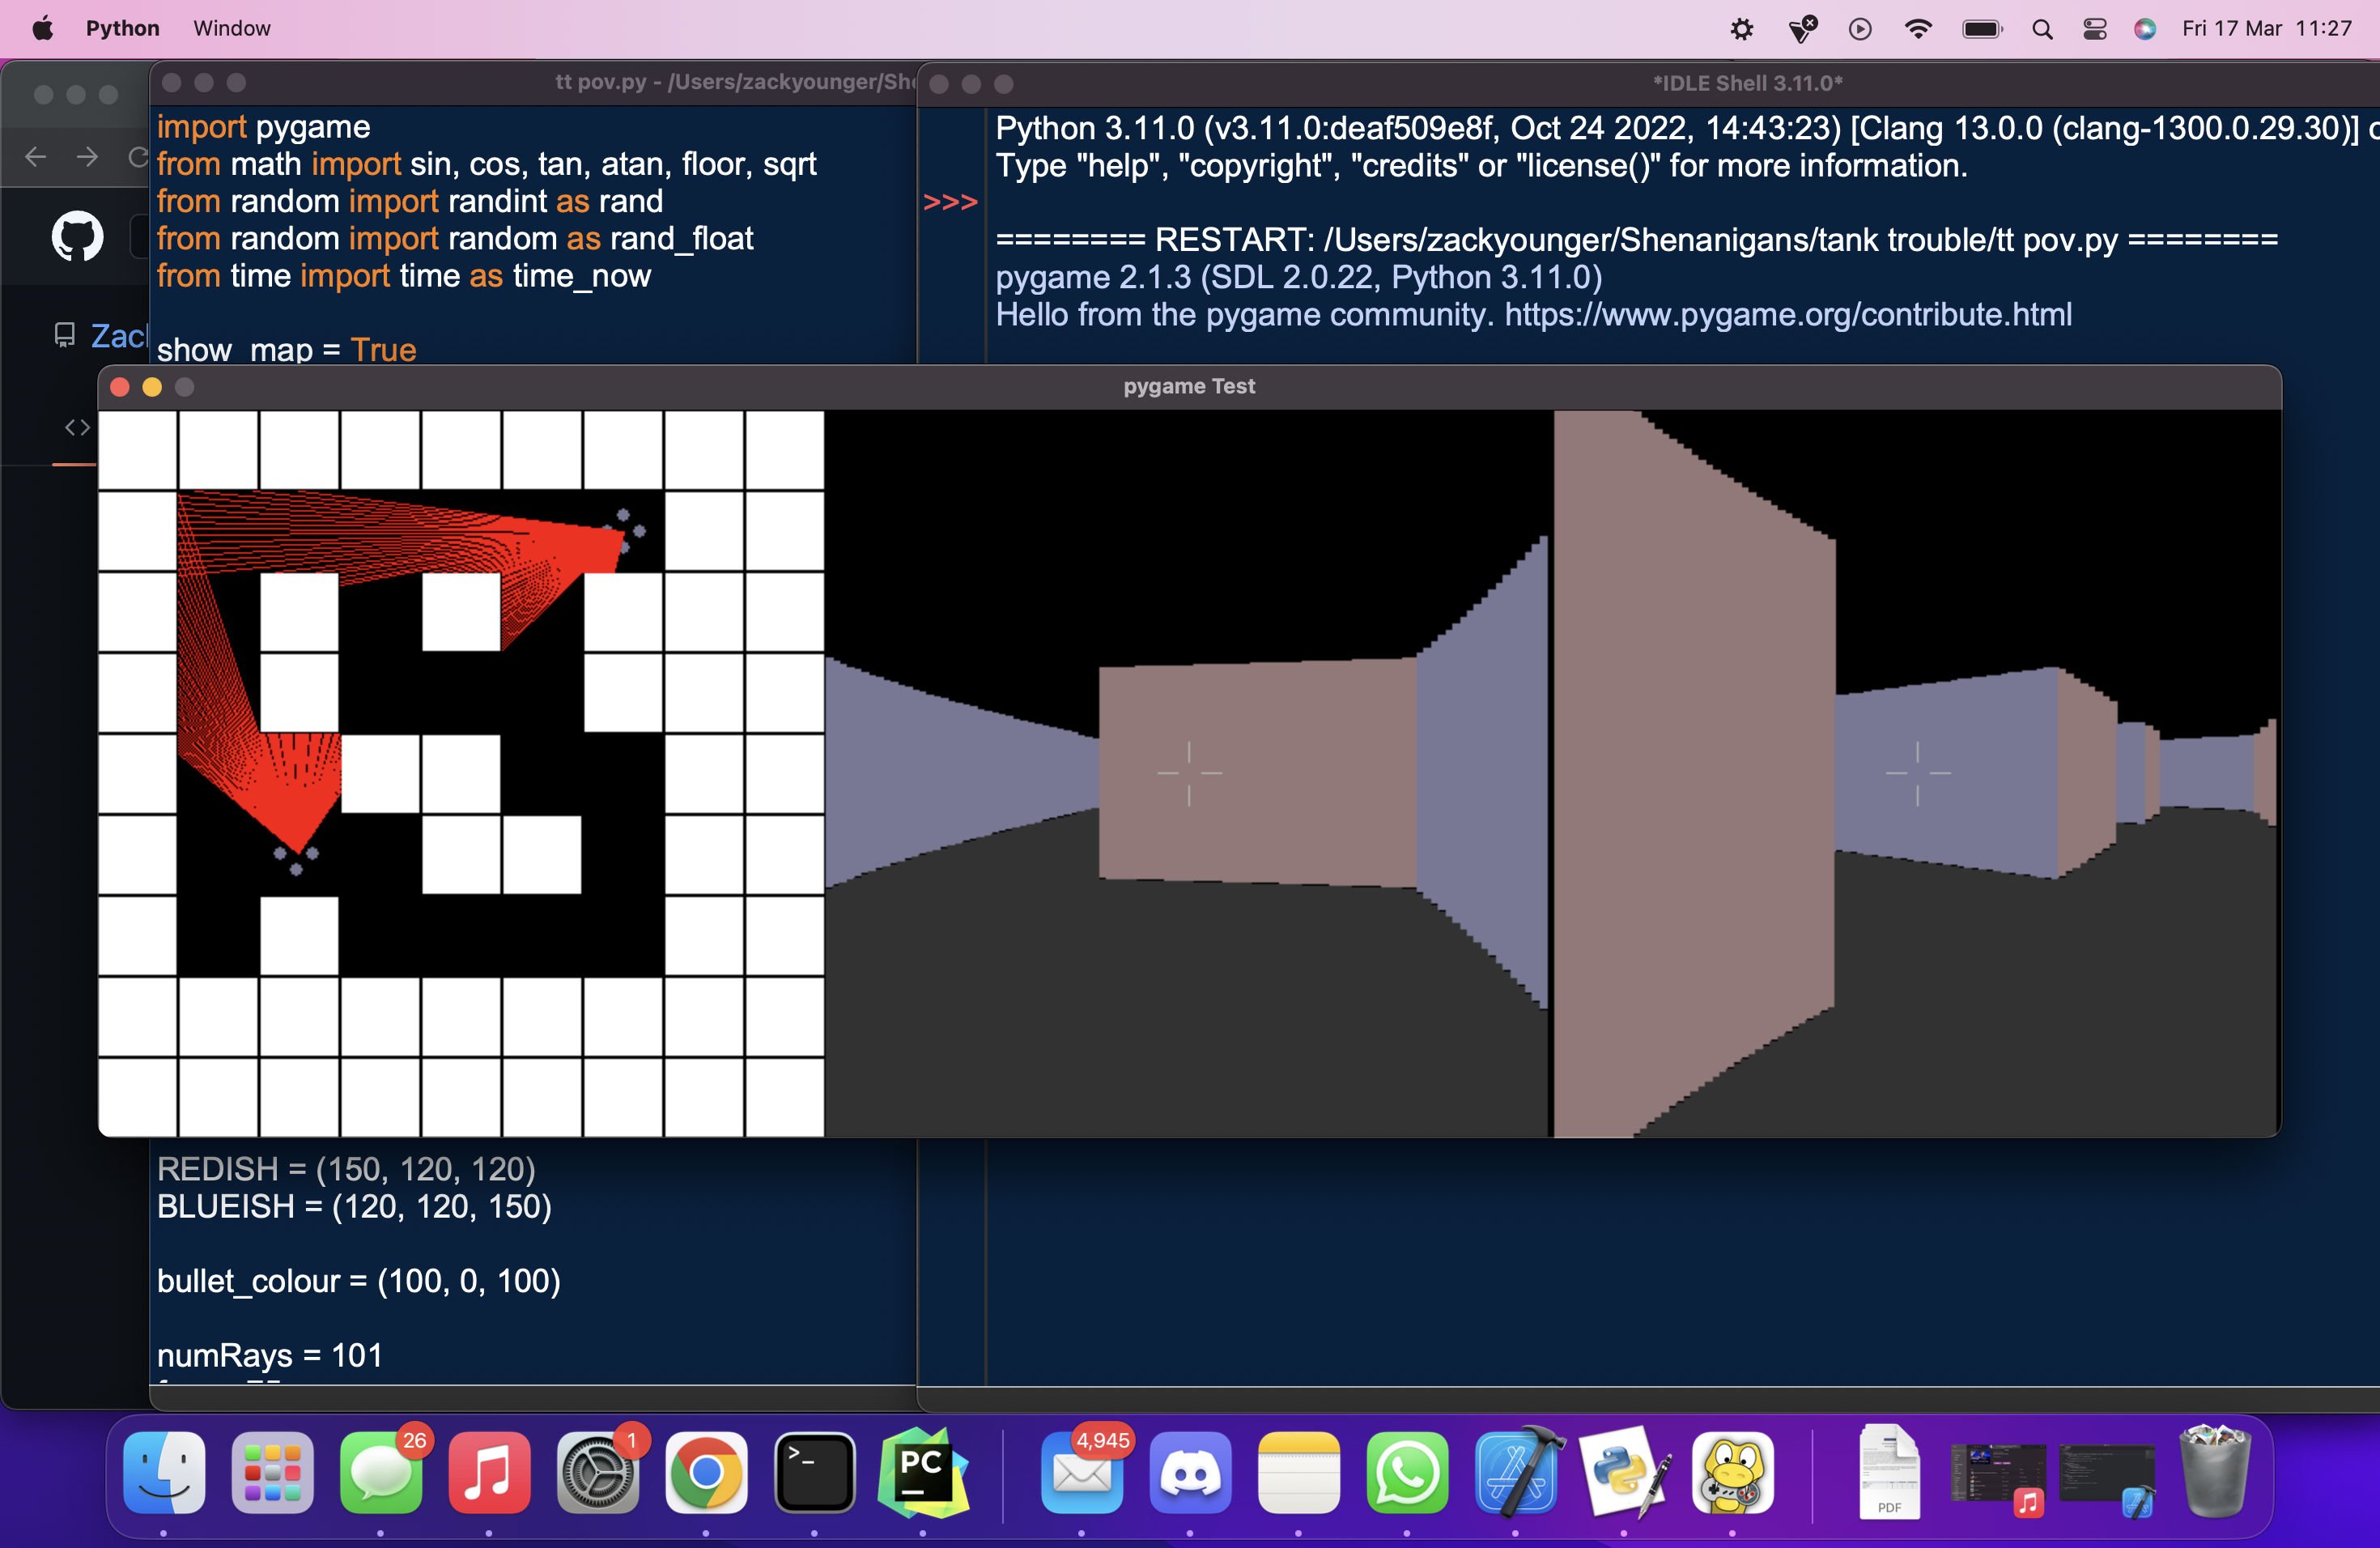 Python Window Fri 17 Mar 11:27
tt pov.py - /Users/zackyounger/She
*IDLE Shell 3.11.0*
import pygame
from math import sin, cos, tan, atan, floor, sqrt
from random import randint as rand
from random import random as rand_float
from time import time as time_now
show_map = True
Python 3.11.0 (v3.11.0:deaf509e8f, Oct 24 2022, 14:43:23) [Clang 13.0.0 (clang-1300.0.29.30)] o
Type "help", "copyright", "credits" or "license()" for more information.
>>>
======== RESTART: /Users/zackyounger/Shenanigans/tank trouble/tt pov.py ========
pygame 2.1.3 (SDL 2.0.22, Python 3.11.0)
Hello from the pygame community. https://www.pygame.org/contribute.html
Zac
<>
pygame Test
REDISH = (150, 120, 120)
BLUEISH = (120, 120, 150)
bullet_colour = (100, 0, 100)
numRays = 101
26
1
>_
PC
4,945
PDF